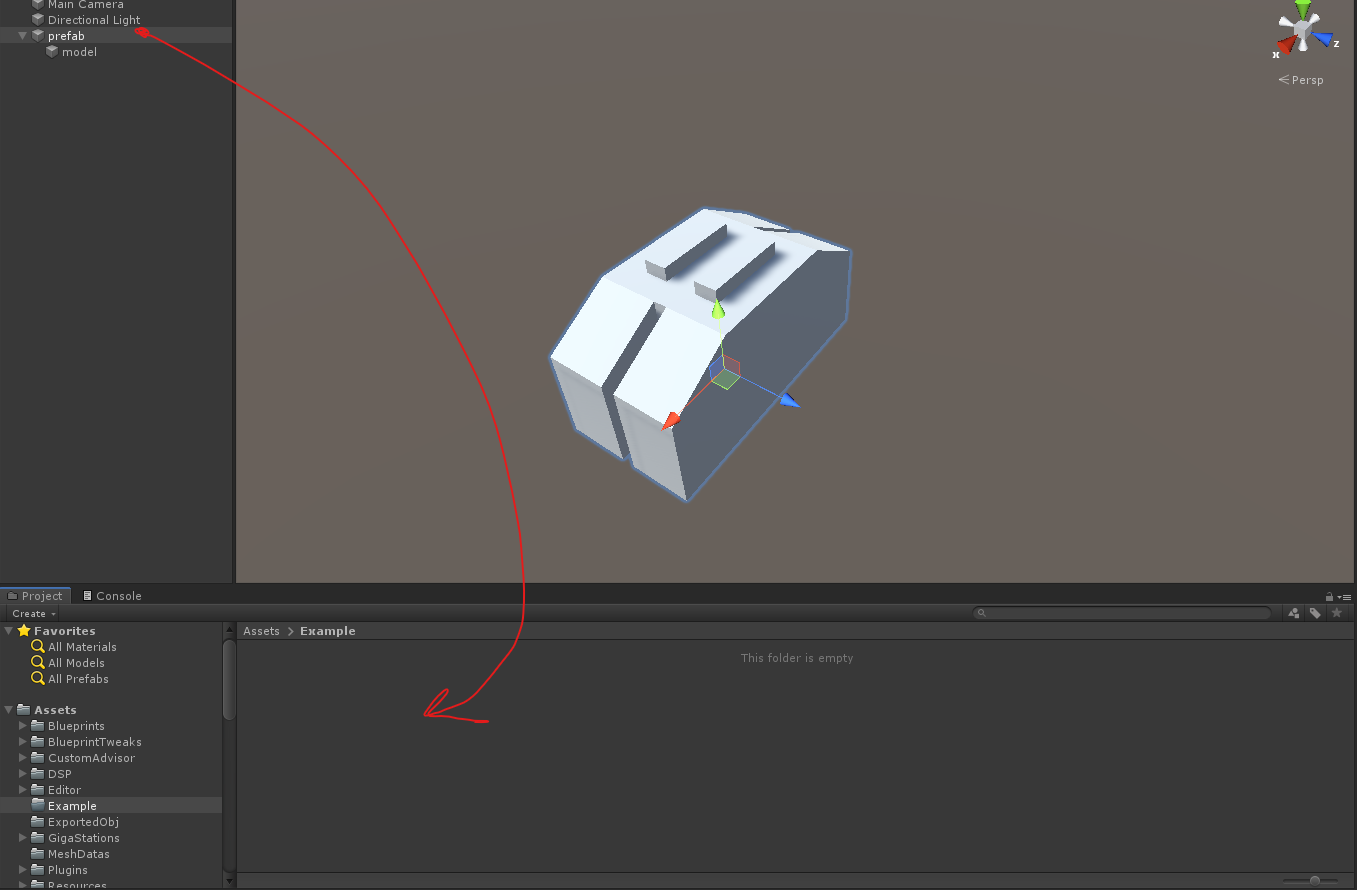 Main Camera
Directional Light
prefab
model
x
z
Persp
Project
Console
Create
Favorites
All Materials
All Models
All Prefabs
Assets
Blueprints
BlueprintTweaks
CustomAdvisor
DSP
Editor
Example
ExportedObj
GigaStations
MeshDatas
Plugins
Resources
Assets > Example
This folder is empty